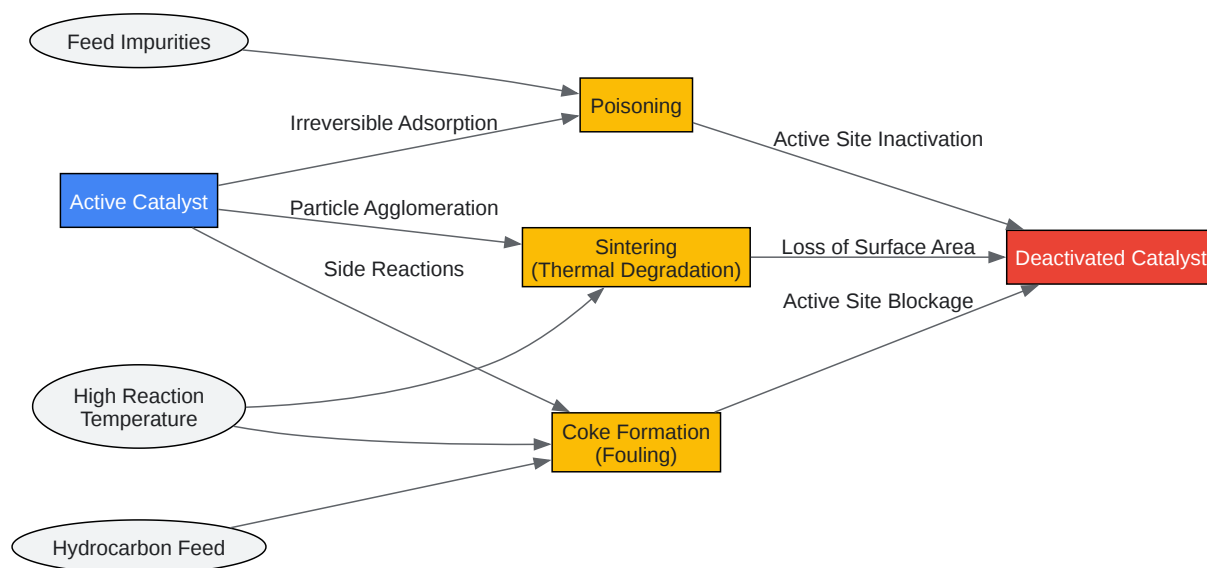 Feed Impurities
Poisoning
Irreversible Adsorption
Active Site Inactivation
Active Catalyst
Particle Agglomeration
Sintering
(Thermal Degradation)
Loss of Surface Area
Deactivated Catalyst
Side Reactions
Active Site Blockage
High Reaction
Temperature
Coke Formation
(Fouling)
Hydrocarbon Feed